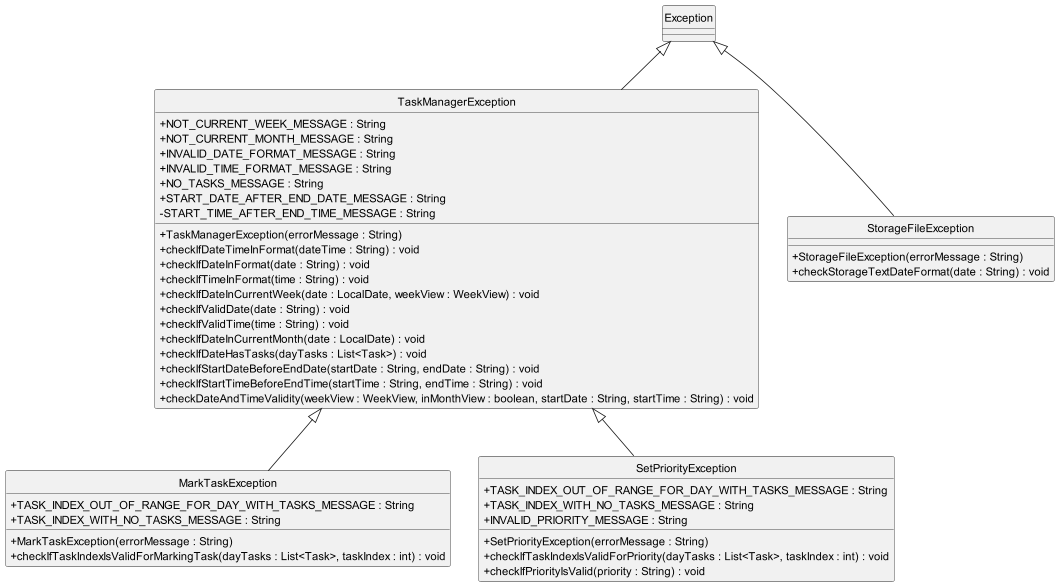 Exception
TaskManagerException
+NOT_CURRENT_WEEK_MESSAGE : String
+NOT_CURRENT_MONTH_MESSAGE : String
+INVALID_DATE_FORMAT_MESSAGE : String
+INVALID_TIME_FORMAT_MESSAGE : String
+NO_TASKS_MESSAGE : String
+START_DATE_AFTER_END_DATE_MESSAGE : String
-START_TIME_AFTER_END_TIME_MESSAGE : String
+TaskManagerException(errorMessage : String)
+checkIfDateTimeInFormat(dateTime : String) : void
+checkIfDateInFormat(date : String) : void
+checkIfTimeInFormat(time : String) : void
+checkIfDateInCurrentWeek(date : LocalDate, weekView : WeekView) : void
+checkIfValidDate(date : String) : void
+checkIfValidTime(time : String) : void
+checkIfDateInCurrentMonth(date : LocalDate) : void
+checkIfDateHasTasks(dayTasks : List<Task>) : void
+checkIfStartDateBeforeEndDate(startDate : String, endDate : String) : void
+checkIfStartTimeBeforeEndTime(startTime : String, endTime : String) : void
+checkDateAndTimeValidity(weekView : WeekView, inMonthView : boolean, startDate : String, startTime : String) : void
StorageFileException
+StorageFileException(errorMessage : String)
+checkStorageTextDateFormat(date : String) : void
MarkTaskException
+TASK_INDEX_OUT_OF_RANGE_FOR_DAY_WITH_TASKS_MESSAGE : String
+TASK_INDEX_WITH_NO_TASKS_MESSAGE : String
+MarkTaskException(errorMessage : String)
+checkIfTaskIndexIsValidForMarkingTask(dayTasks : List<Task>, taskIndex : int) : void
SetPriorityException
+TASK_INDEX_OUT_OF_RANGE_FOR_DAY_WITH_TASKS_MESSAGE : String
+TASK_INDEX_WITH_NO_TASKS_MESSAGE : String
+INVALID_PRIORITY_MESSAGE : String
+SetPriorityException(errorMessage : String)
+checkIfTaskIndexIsValidForPriority(dayTasks : List<Task>, taskIndex : int) : void
+checkIfPriorityIsValid(priority : String) : void